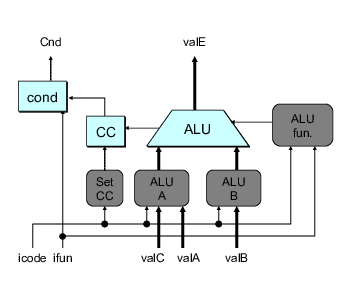 Cnd
valE
cond
CC
ALU
ALU
fun.
Set
CC
ALU
A
ALU
B
icode
ifun
valC
valA
valB